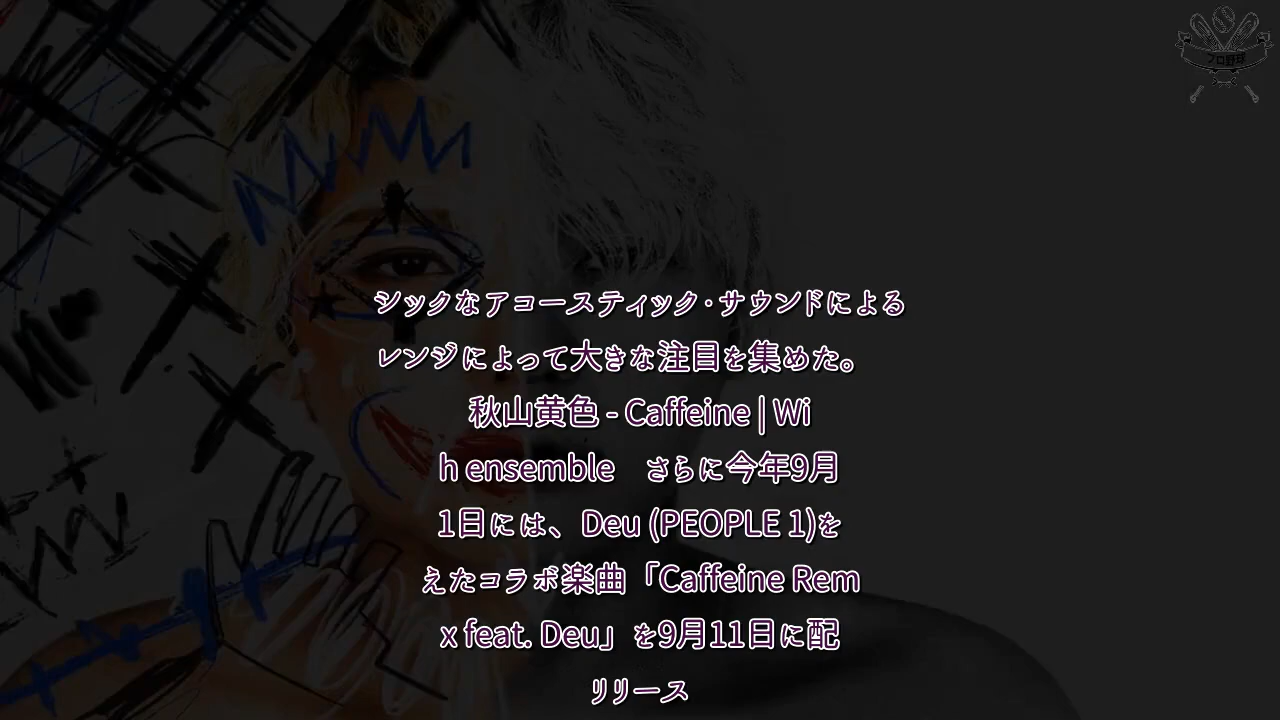 プロ野球
シックなアコースティック・サウンドによる
レンジによって大きな注目を集めた。
秋山黄色 - Caffeine | Wi
h ensemble　さらに今年9月
1日には、Deu (PEOPLE 1)を
えたコラボ楽曲「Caffeine Rem
x feat. Deu」を9月11日に配
リリース